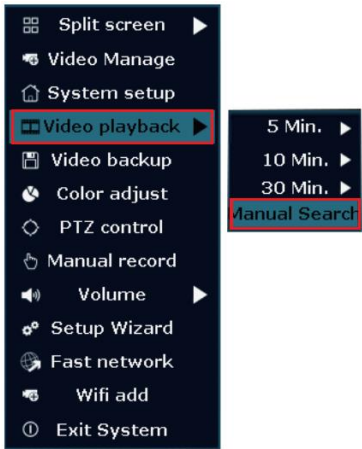 Split screen
Video Manage
System setup
Video playback
Video backup
Color adjust
PTZ control
Manual record
Volume
Setup Wizard
Fast network
Wifi add
Exit System
5 Min.
10 Min.
30 Min.
Manual Search